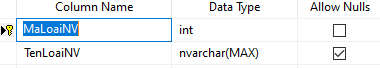 Column Name Data Type Allow Nulls
MaLoaiNV int
TenLoaiNV nvarchar(MAX)